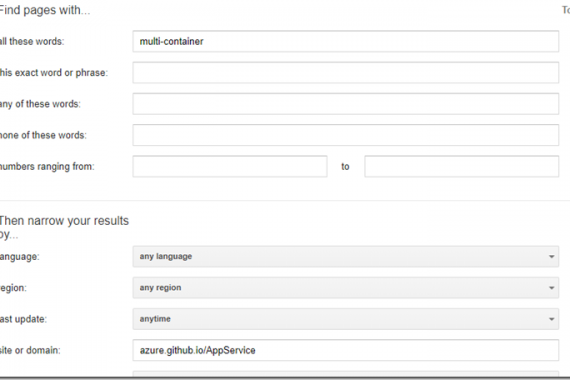 Find pages with...
To
all these words:
multi-container
this exact word or phrase:
any of these words:
none of these words:
numbers ranging from:
to
Then narrow your results
by...
language:
any language
region:
any region
last update:
anytime
site or domain:
azure.github.io/AppService